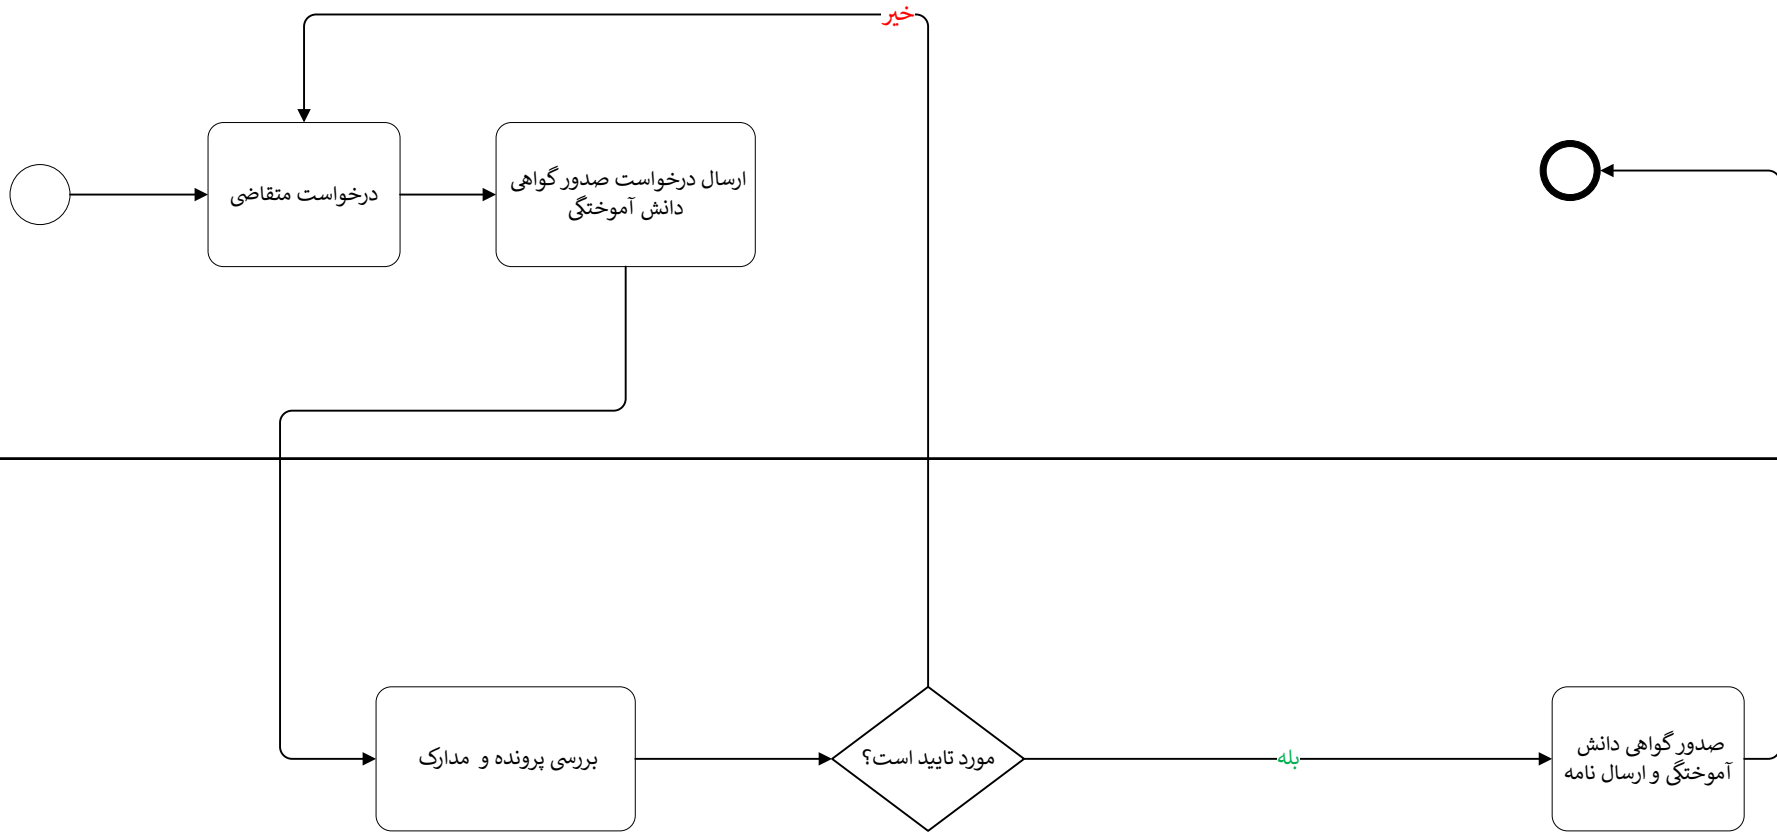 خیر
درخواست متقاضی
ارسال درخواست صدور گواهی
دانش آموختگی
بررسی پرونده و مدارک
مورد تایید است؟
بله
صدور گواهی دانش
آموختگی و ارسال نامه